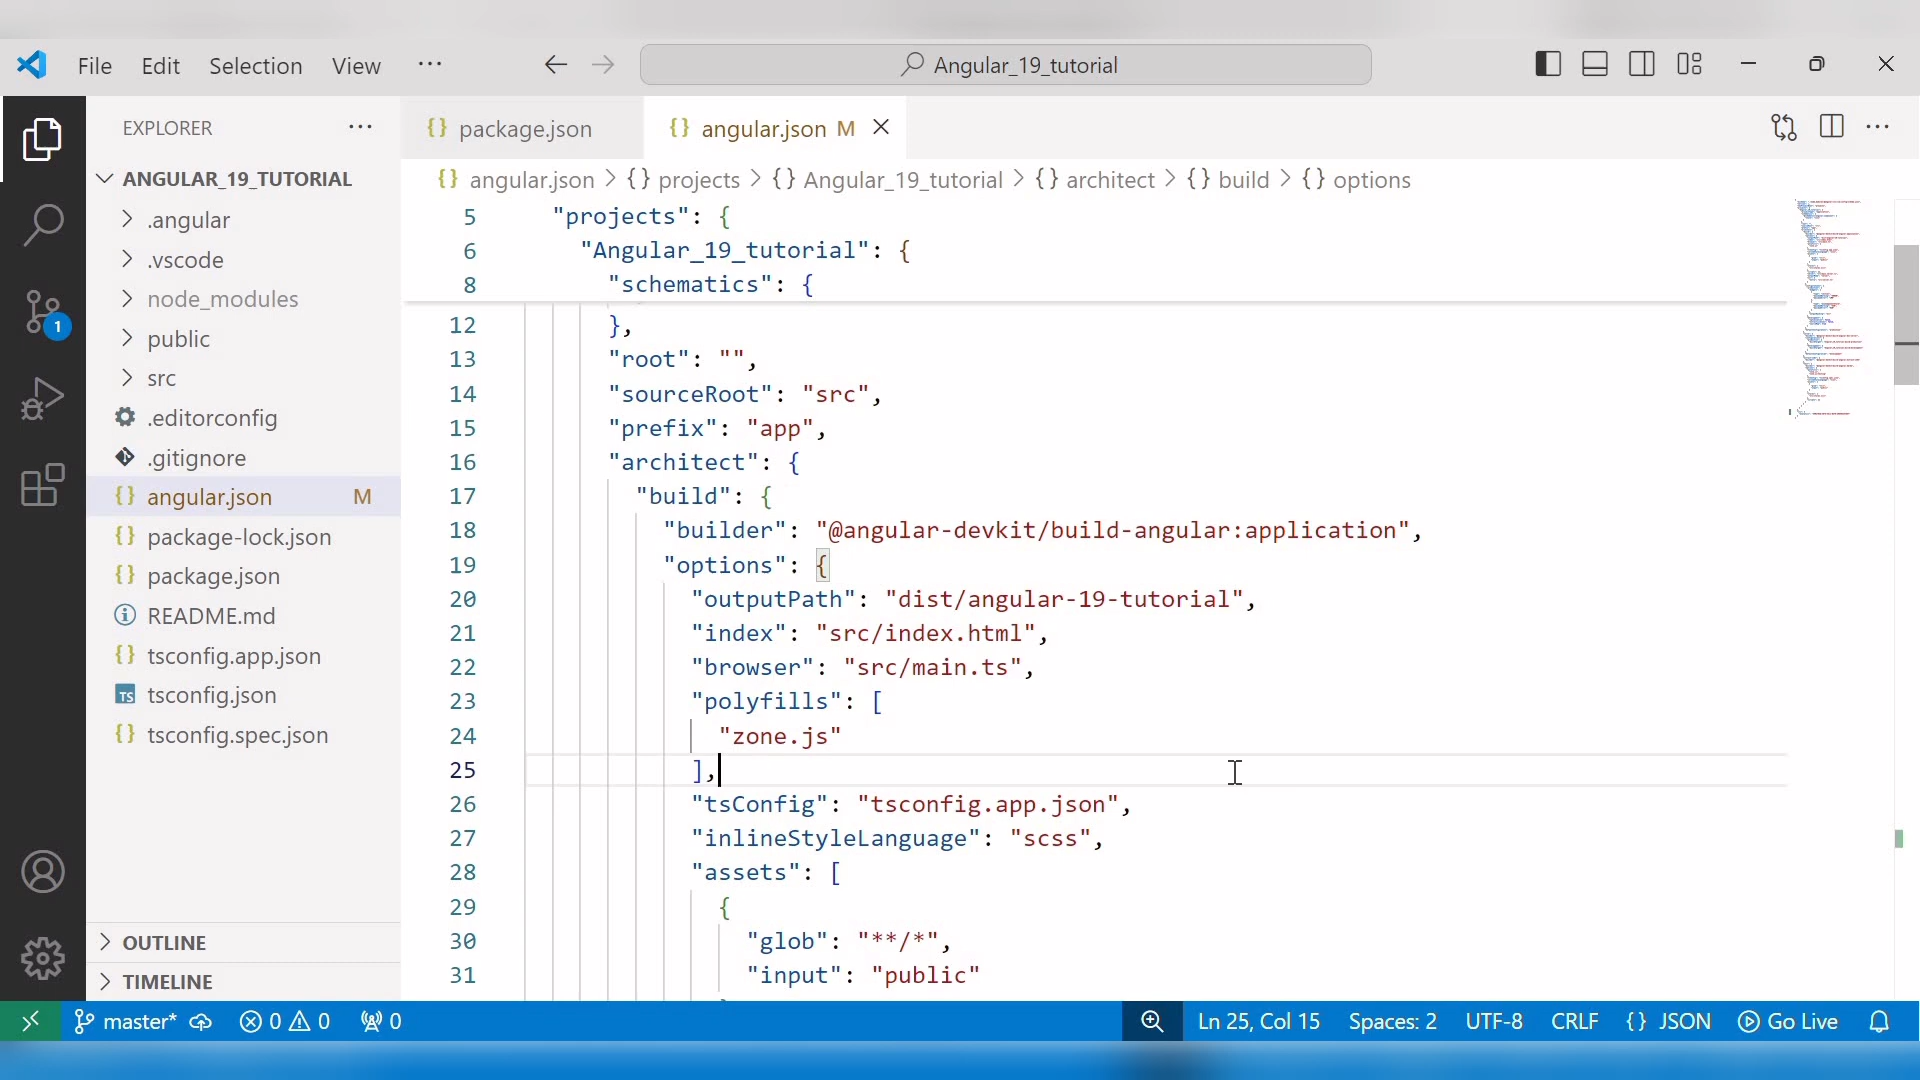 File Edit Selection View ··· Angular_19_tutorial
EXPLORER ···
ANGULAR_19_TUTORIAL
.angular
.vscode
node_modules
public
src
.editorconfig
.gitignore
{} angular.json M
{} package-lock.json
{} package.json
README.md
{} tsconfig.app.json
TS tsconfig.json
{} tsconfig.spec.json
OUTLINE
TIMELINE
{} package.json {} angular.json M
{} angular.json > {} projects > {} Angular_19_tutorial > {} architect > {} build > {} options
5 "projects": {
6 "Angular_19_tutorial": {
8 "schematics": {
12 },
13 "root": "",
14 "sourceRoot": "src",
15 "prefix": "app",
16 "architect": {
17 "build": {
18 "builder": "@angular-devkit/build-angular:application",
19 "options": {
20 "outputPath": "dist/angular-19-tutorial",
21 "index": "src/index.html",
22 "browser": "src/main.ts",
23 "polyfills": [
24 "zone.js"
25 ],
26 "tsConfig": "tsconfig.app.json",
27 "inlineStyleLanguage": "scss",
28 "assets": [
29 {
30 "glob": "**/*",
31 "input": "public"
1
master* 0 0 0 Ln 25, Col 15 Spaces: 2 UTF-8 CRLF {} JSON Go Live